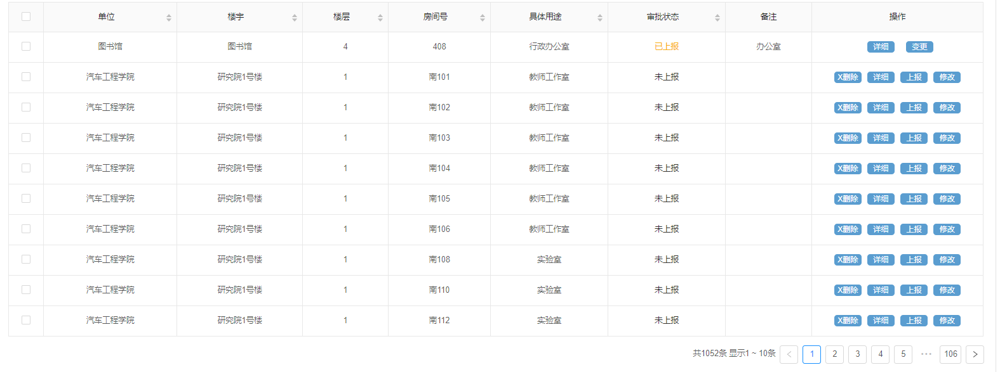 单位 楼宇 楼层 房间号 具体用途 审批状态 备注 操作
图书馆 图书馆 4 408 行政办公室 已上报 办公室 详细 变更
汽车工程学院 研究院1号楼 1 南101 教师工作室 未上报 X删除 详细 上报 修改
汽车工程学院 研究院1号楼 1 南102 教师工作室 未上报 X删除 详细 上报 修改
汽车工程学院 研究院1号楼 1 南103 教师工作室 未上报 X删除 详细 上报 修改
汽车工程学院 研究院1号楼 1 南104 教师工作室 未上报 X删除 详细 上报 修改
汽车工程学院 研究院1号楼 1 南105 教师工作室 未上报 X删除 详细 上报 修改
汽车工程学院 研究院1号楼 1 南106 教师工作室 未上报 X删除 详细 上报 修改
汽车工程学院 研究院1号楼 1 南108 实验室 未上报 X删除 详细 上报 修改
汽车工程学院 研究院1号楼 1 南110 实验室 未上报 X删除 详细 上报 修改
汽车工程学院 研究院1号楼 1 南112 实验室 未上报 X删除 详细 上报 修改
共1052条 显示1 ~ 10条 < 1 2 3 4 5 ••• 106 >